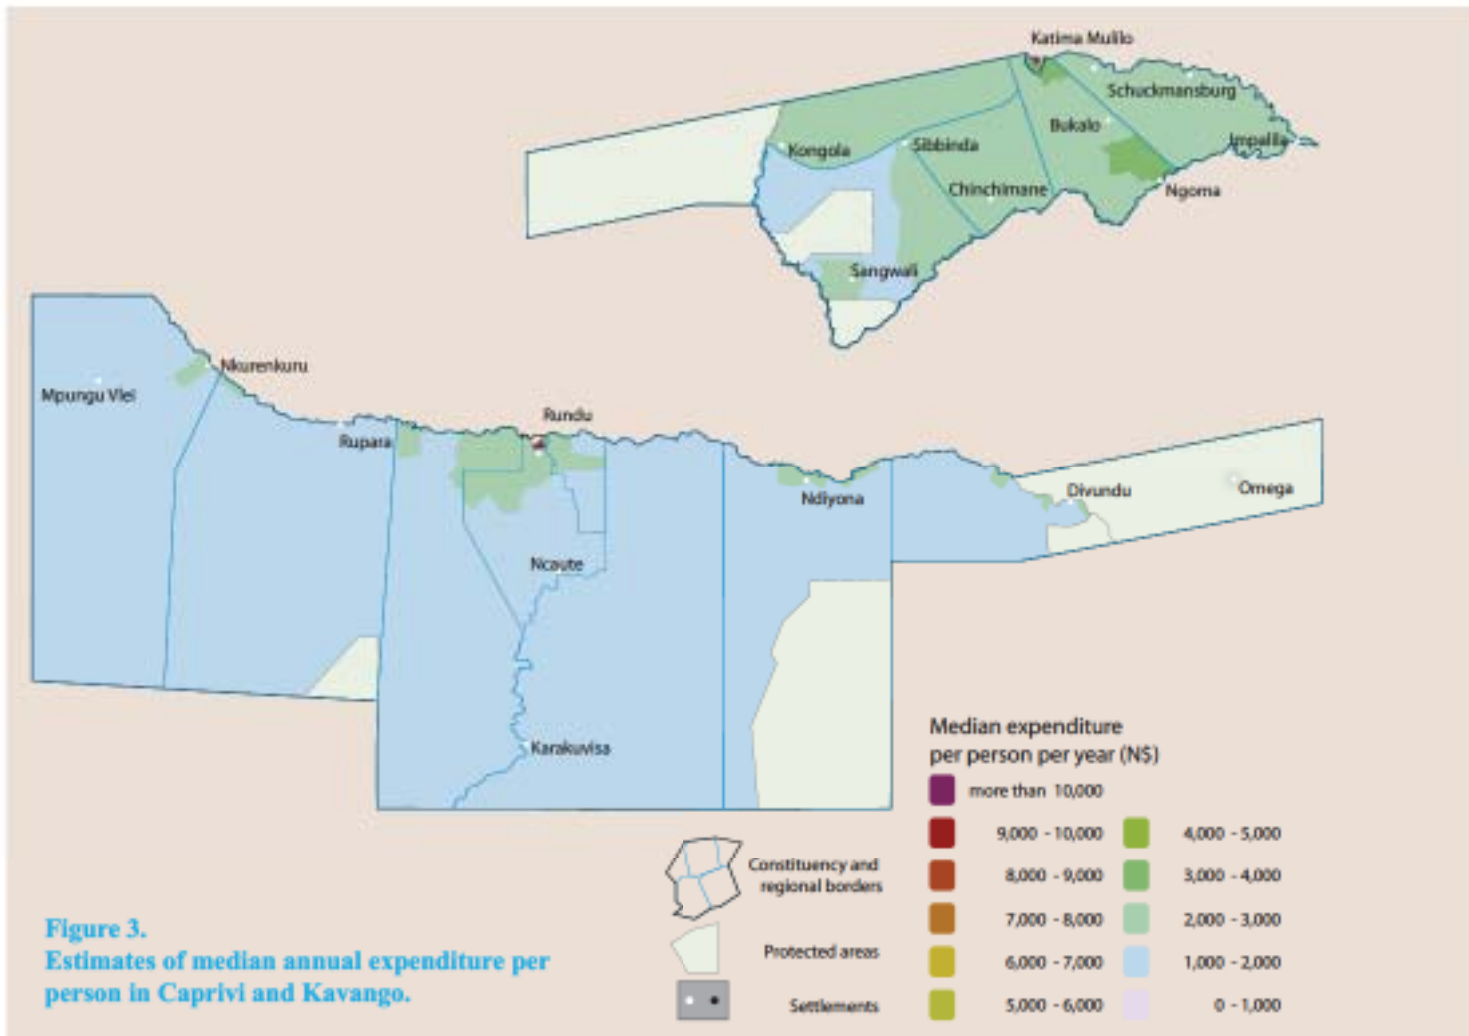 Katima Mulilo
Schuckmansburg
Bukalo
Impalila
Kongola
Sibbinda
Chinchimane
Ngoma
Sangwali
Nkurenkuru
Mpungu Vlei
Rundu
Rupara
Ndiyona
Divundu
Omega
Ncaute
Karakuvisa
Median expenditure
per person per year (N$)
more than 10,000
9,000 - 10,000
8,000 - 9,000
7,000 - 8,000
6,000 - 7,000
5,000 - 6,000
4,000 - 5,000
3,000 - 4,000
2,000 - 3,000
1,000 - 2,000
0 - 1,000
Constituency and
regional borders
Protected areas
Settlements
Figure 3.
Estimates of median annual expenditure per
person in Caprivi and Kavango.